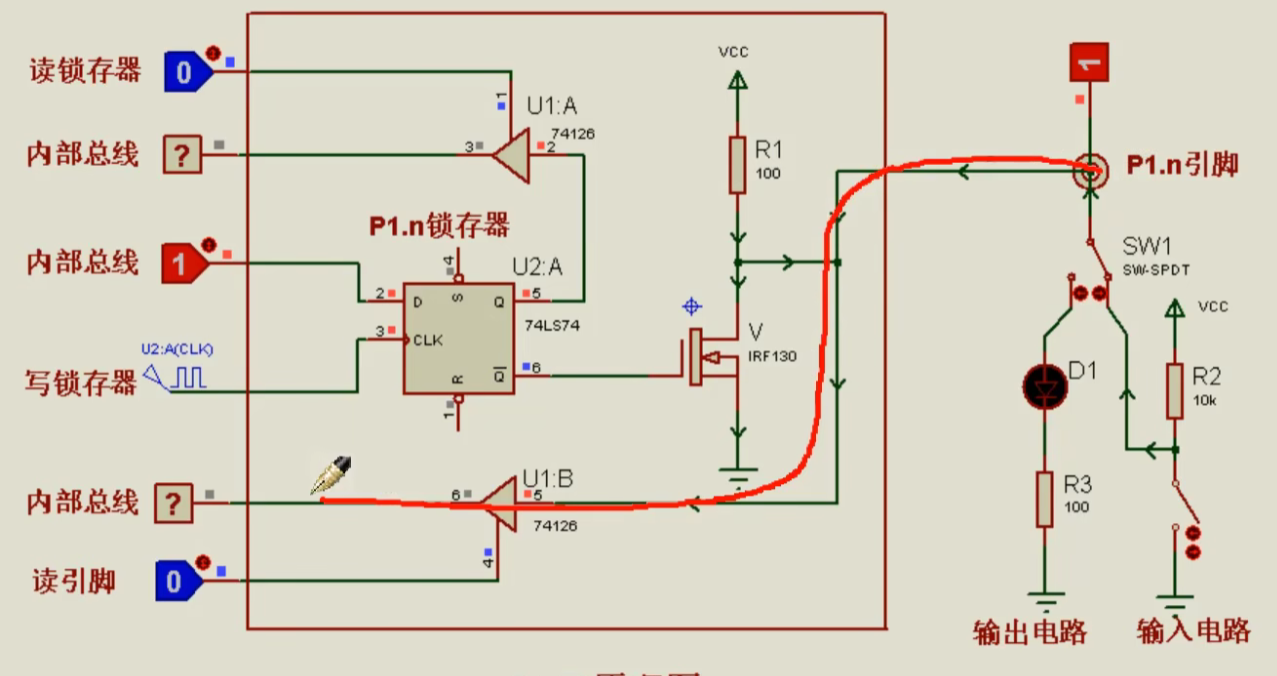 读锁存器
0
1
U1:A
74126
内部总线
?
3
2
VCC
R1
100
1
P1.n引脚
P1.n锁存器
内部总线
1
4
U2:A
2
D
S
Q
5
74LS74
3
CLK
U2:A(CLK)
写锁存器
R
Q
6
1
V
IRF130
SW1
SW-SPDT
VCC
D1
R2
10k
内部总线
?
6
U1:B
5
74126
R3
100
4
读引脚
0
输出电路
输入电路